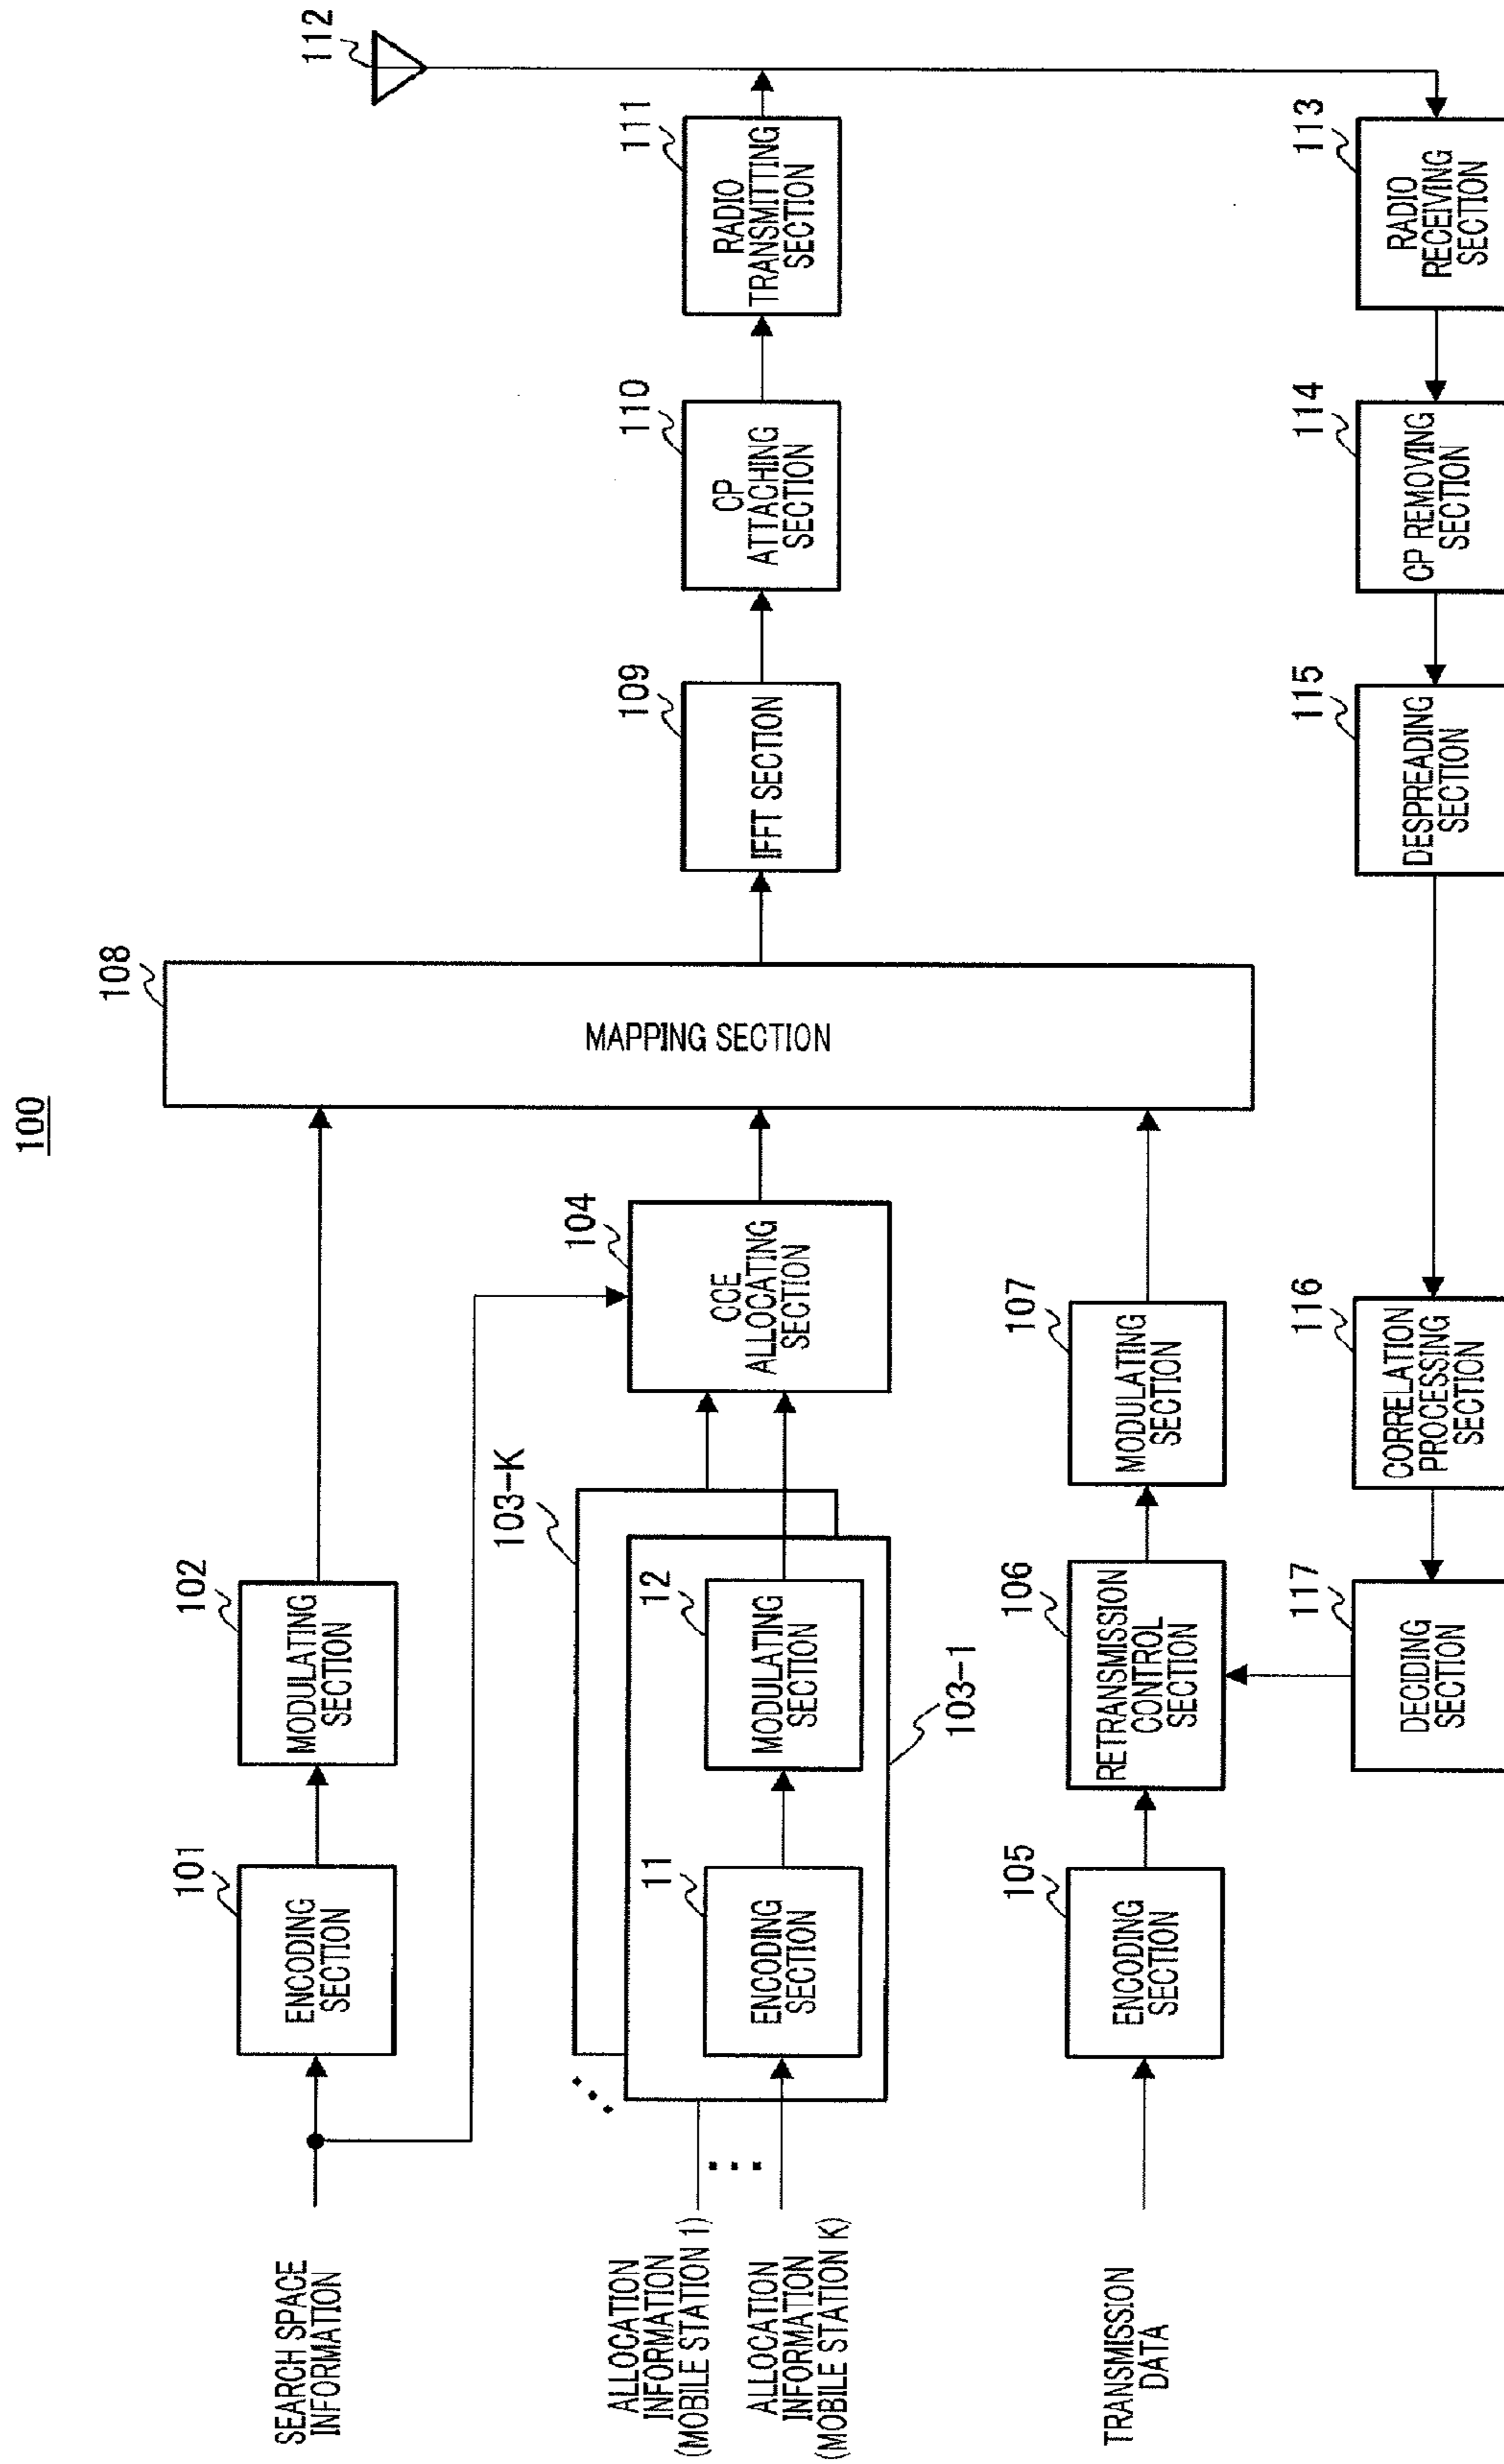 100
SEARCH SPACE
INFORMATION
101
ENCODING
SECTION
102
MODULATING
SECTION
108
MAPPING SECTION
112
ALLOCATION
INFORMATION
(MOBILE STATION 1)
ALLOCATION
INFORMATION
(MOBILE STATION K)
103-K
11
ENCODING
SECTION
12
MODULATING
SECTION
103-1
104
CCE
ALLOCATING
SECTION
109
IFFT SECTION
110
CP
ATTACHING
SECTION
111
RADIO
TRANSMITTING
SECTION
TRANSMISSION
DATA
105
ENCODING
SECTION
106
RETRANSMISSION
CONTROL
SECTION
107
MODULATING
SECTION
117
DECIDING
SECTION
116
CORRELATION
PROCESSING
SECTION
115
DESPREADING
SECTION
114
CP REMOVING
SECTION
113
RADIO
RECEIVING
SECTION